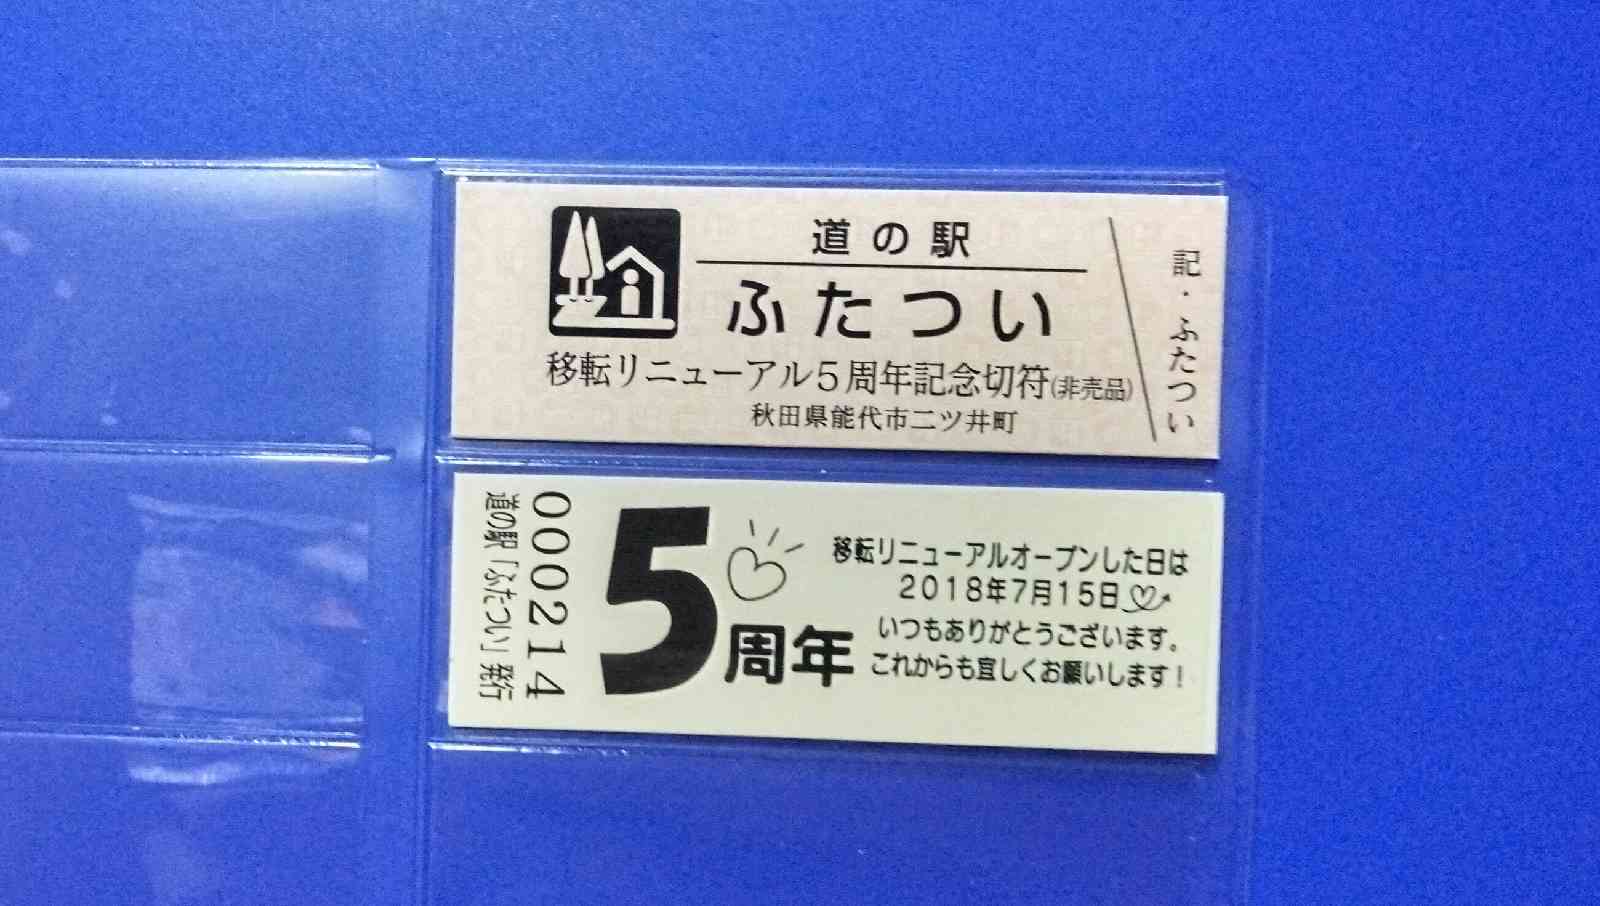 道の駅
ふたつい
移転リニューアル5周年記念切符(非売品)
秋田県能代市二ツ井町
記・ふたつい
000214
道の駅「ふたつい」発行
5周年
移転リニューアルオープンした日は
2018年7月15日
いつもありがとうございます。
これからも宜しくお願いします!